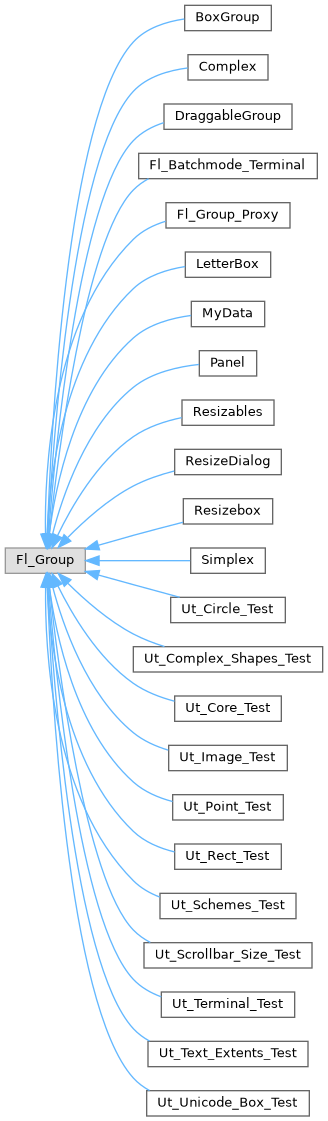 BoxGroup
Complex
DraggableGroup
Fl_Batchmode_Terminal
Fl_Group_Proxy
LetterBox
MyData
Panel
Resizables
ResizeDialog
Resizebox
Fl_Group
Simplex
Ut_Circle_Test
Ut_Complex_Shapes_Test
Ut_Core_Test
Ut_Image_Test
Ut_Point_Test
Ut_Rect_Test
Ut_Schemes_Test
Ut_Scrollbar_Size_Test
Ut_Terminal_Test
Ut_Text_Extents_Test
Ut_Unicode_Box_Test